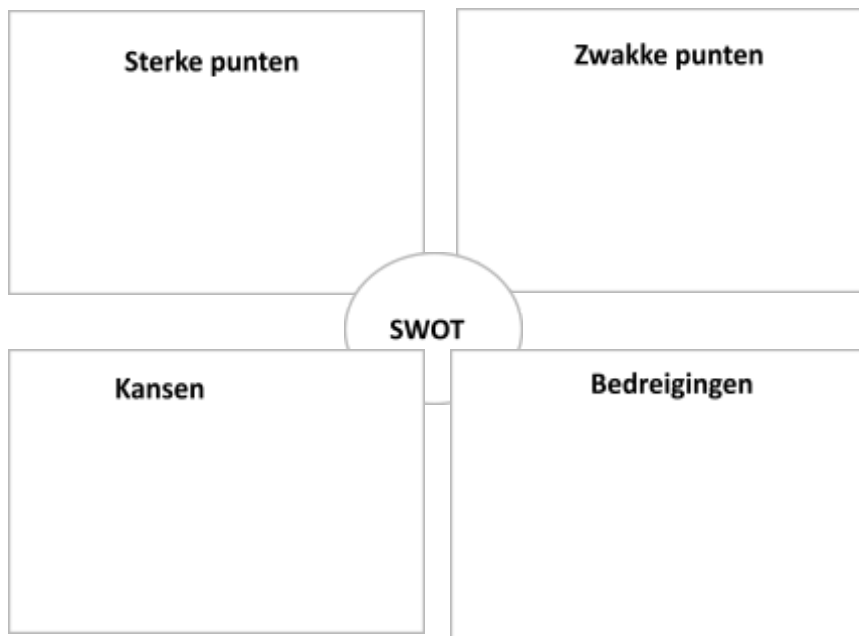 Sterke punten
Zwakke punten
SWOT
Kansen
Bedreigingen